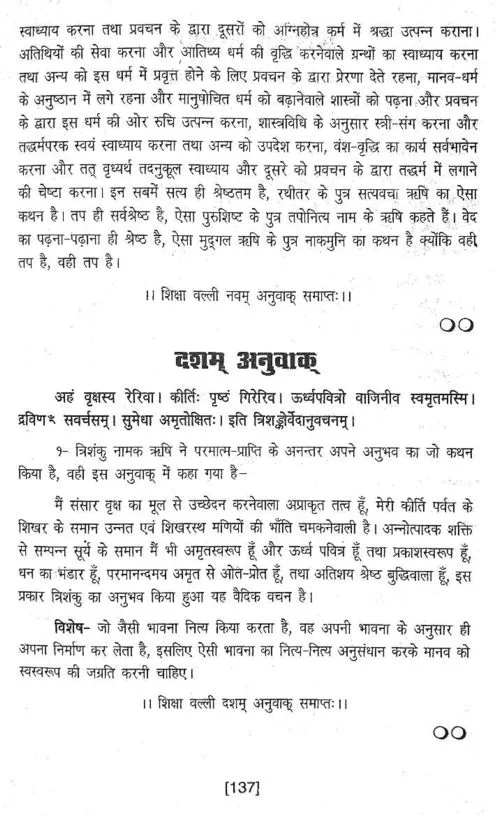 स्वाध्याय करना तथा प्रवचन के द्वारा दूसरों को अग्निहोत्र कर्म में श्रद्धा उत्पन्न कराना।
अतिथियों की सेवा करना और आतिथ्य धर्म की वृद्धि करनेवाले ग्रन्थों का स्वाध्याय करना
तथा अन्य को इस धर्म में प्रवृत्त होने के लिए प्रवचन के द्वारा प्रेरणा देते रहना, मानव-धर्म
के अनुष्ठान में लगे रहना और मानुषोचित धर्म को बढ़ानेवाले शास्त्रों को पढ़ना और प्रवचन
के द्वारा इस धर्म की ओर रुचि उत्पन्न करना, शास्त्रविधि के अनुसार स्त्री-संग करना और
तद्धर्मपरक स्वयं स्वाध्याय करना तथा अन्य को उपदेश करना, वंश-वृद्धि का कार्य सर्वभावेन
करना और तत् वृध्यर्थ तदनुकूल स्वाध्याय और दूसरे को प्रवचन के द्वारा तद्धर्म में लगाने
की चेष्टा करना। इन सबमें सत्य ही श्रेष्ठतम है, रथीतर के पुत्र सत्यवचा ऋषि का ऐसा
कथन है। तप ही सर्वश्रेष्ठ है, ऐसा पुरुशिष्ट के पुत्र तपोनित्य नाम के ऋषि कहते हैं। वेद
का पढ़ना-पढ़ाना ही श्रेष्ठ है, ऐसा मुद्गल ऋषि के पुत्र नाकमुनि का कथन है क्योंकि वही
तप है, वही तप है।
।। शिक्षा वल्ली नवम् अनुवाक् समाप्तः।।
दशम् अनुवाक्
अहं वृक्षस्य रेरिवा। कीर्तिः पृष्ठं गिरेरिव। ऊर्ध्वपवित्रो वाजिनीव स्वमृतमस्मि।
द्रविणꣳ सवर्चसम्। सुमेधा अमृतोक्षितः। इति त्रिशङ्कोर्वेदानुवचनम्।
१- त्रिशंकु नामक ऋषि ने परमात्म-प्राप्ति के अनन्तर अपने अनुभव का जो कथन
किया है, वही इस अनुवाक् में कहा गया है-
मैं संसार वृक्ष का मूल से उच्छेदन करनेवाला अप्राकृत तत्व हूँ, मेरी कीर्ति पर्वत के
शिखर के समान उन्नत एवं शिखरस्थ मणियों की भाँति चमकनेवाली है। अन्नोत्पादक शक्ति
से सम्पन्न सूर्य के समान मैं भी अमृतस्वरूप हूँ और ऊर्ध्व पवित्र हूँ तथा प्रकाशस्वरूप हूँ,
धन का भंडार हूँ, परमानन्दमय अमृत से ओत-प्रोत हूँ, तथा अतिशय श्रेष्ठ बुद्धिवाला हूँ, इस
प्रकार त्रिशंकु का अनुभव किया हुआ यह वैदिक वचन है।
विशेष- जो जैसी भावना नित्य किया करता है, वह अपनी भावना के अनुसार ही
अपना निर्माण कर लेता है, इसलिए ऐसी भावना का नित्य-नित्य अनुसंधान करके मानव को
स्वस्वरूप की जग्रति करनी चाहिए।
।। शिक्षा वल्ली दशम् अनुवाक् समाप्तः।।
[137]